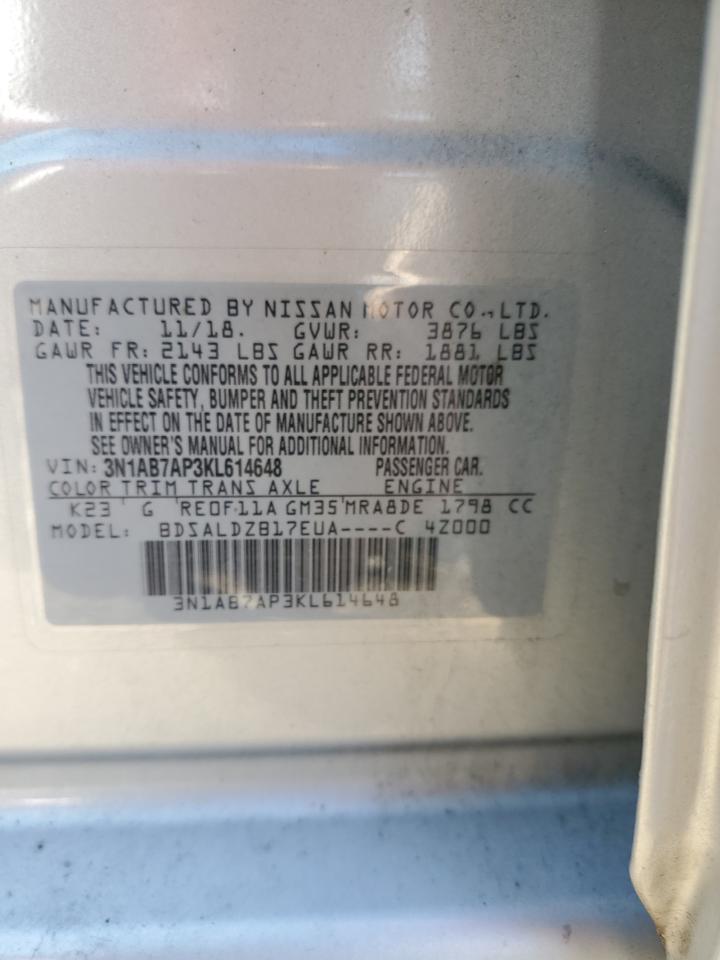 MANUFACTURED BY NISSAN MOTOR CO.,LTD.
DATE: 11/18. GVWR: 3876 LBS
GAWR FR: 2143 LBS GAWR RR: 1881 LBS
THIS VEHICLE CONFORMS TO ALL APPLICABLE FEDERAL MOTOR
VEHICLE SAFETY, BUMPER AND THEFT PREVENTION STANDARDS
IN EFFECT ON THE DATE OF MANUFACTURE SHOWN ABOVE.
SEE OWNER'S MANUAL FOR ADDITIONAL INFORMATION.
VIN: 3N1AB7AP3KL614648 PASSENGER CAR.
COLOR TRIM TRANS AXLE ENGINE
K23 G RE0F11A GM35 MRA8DE 1798 CC
MODEL: BDSALDZB17EUA----C 4Z000
3N1AB7AP3KL614648